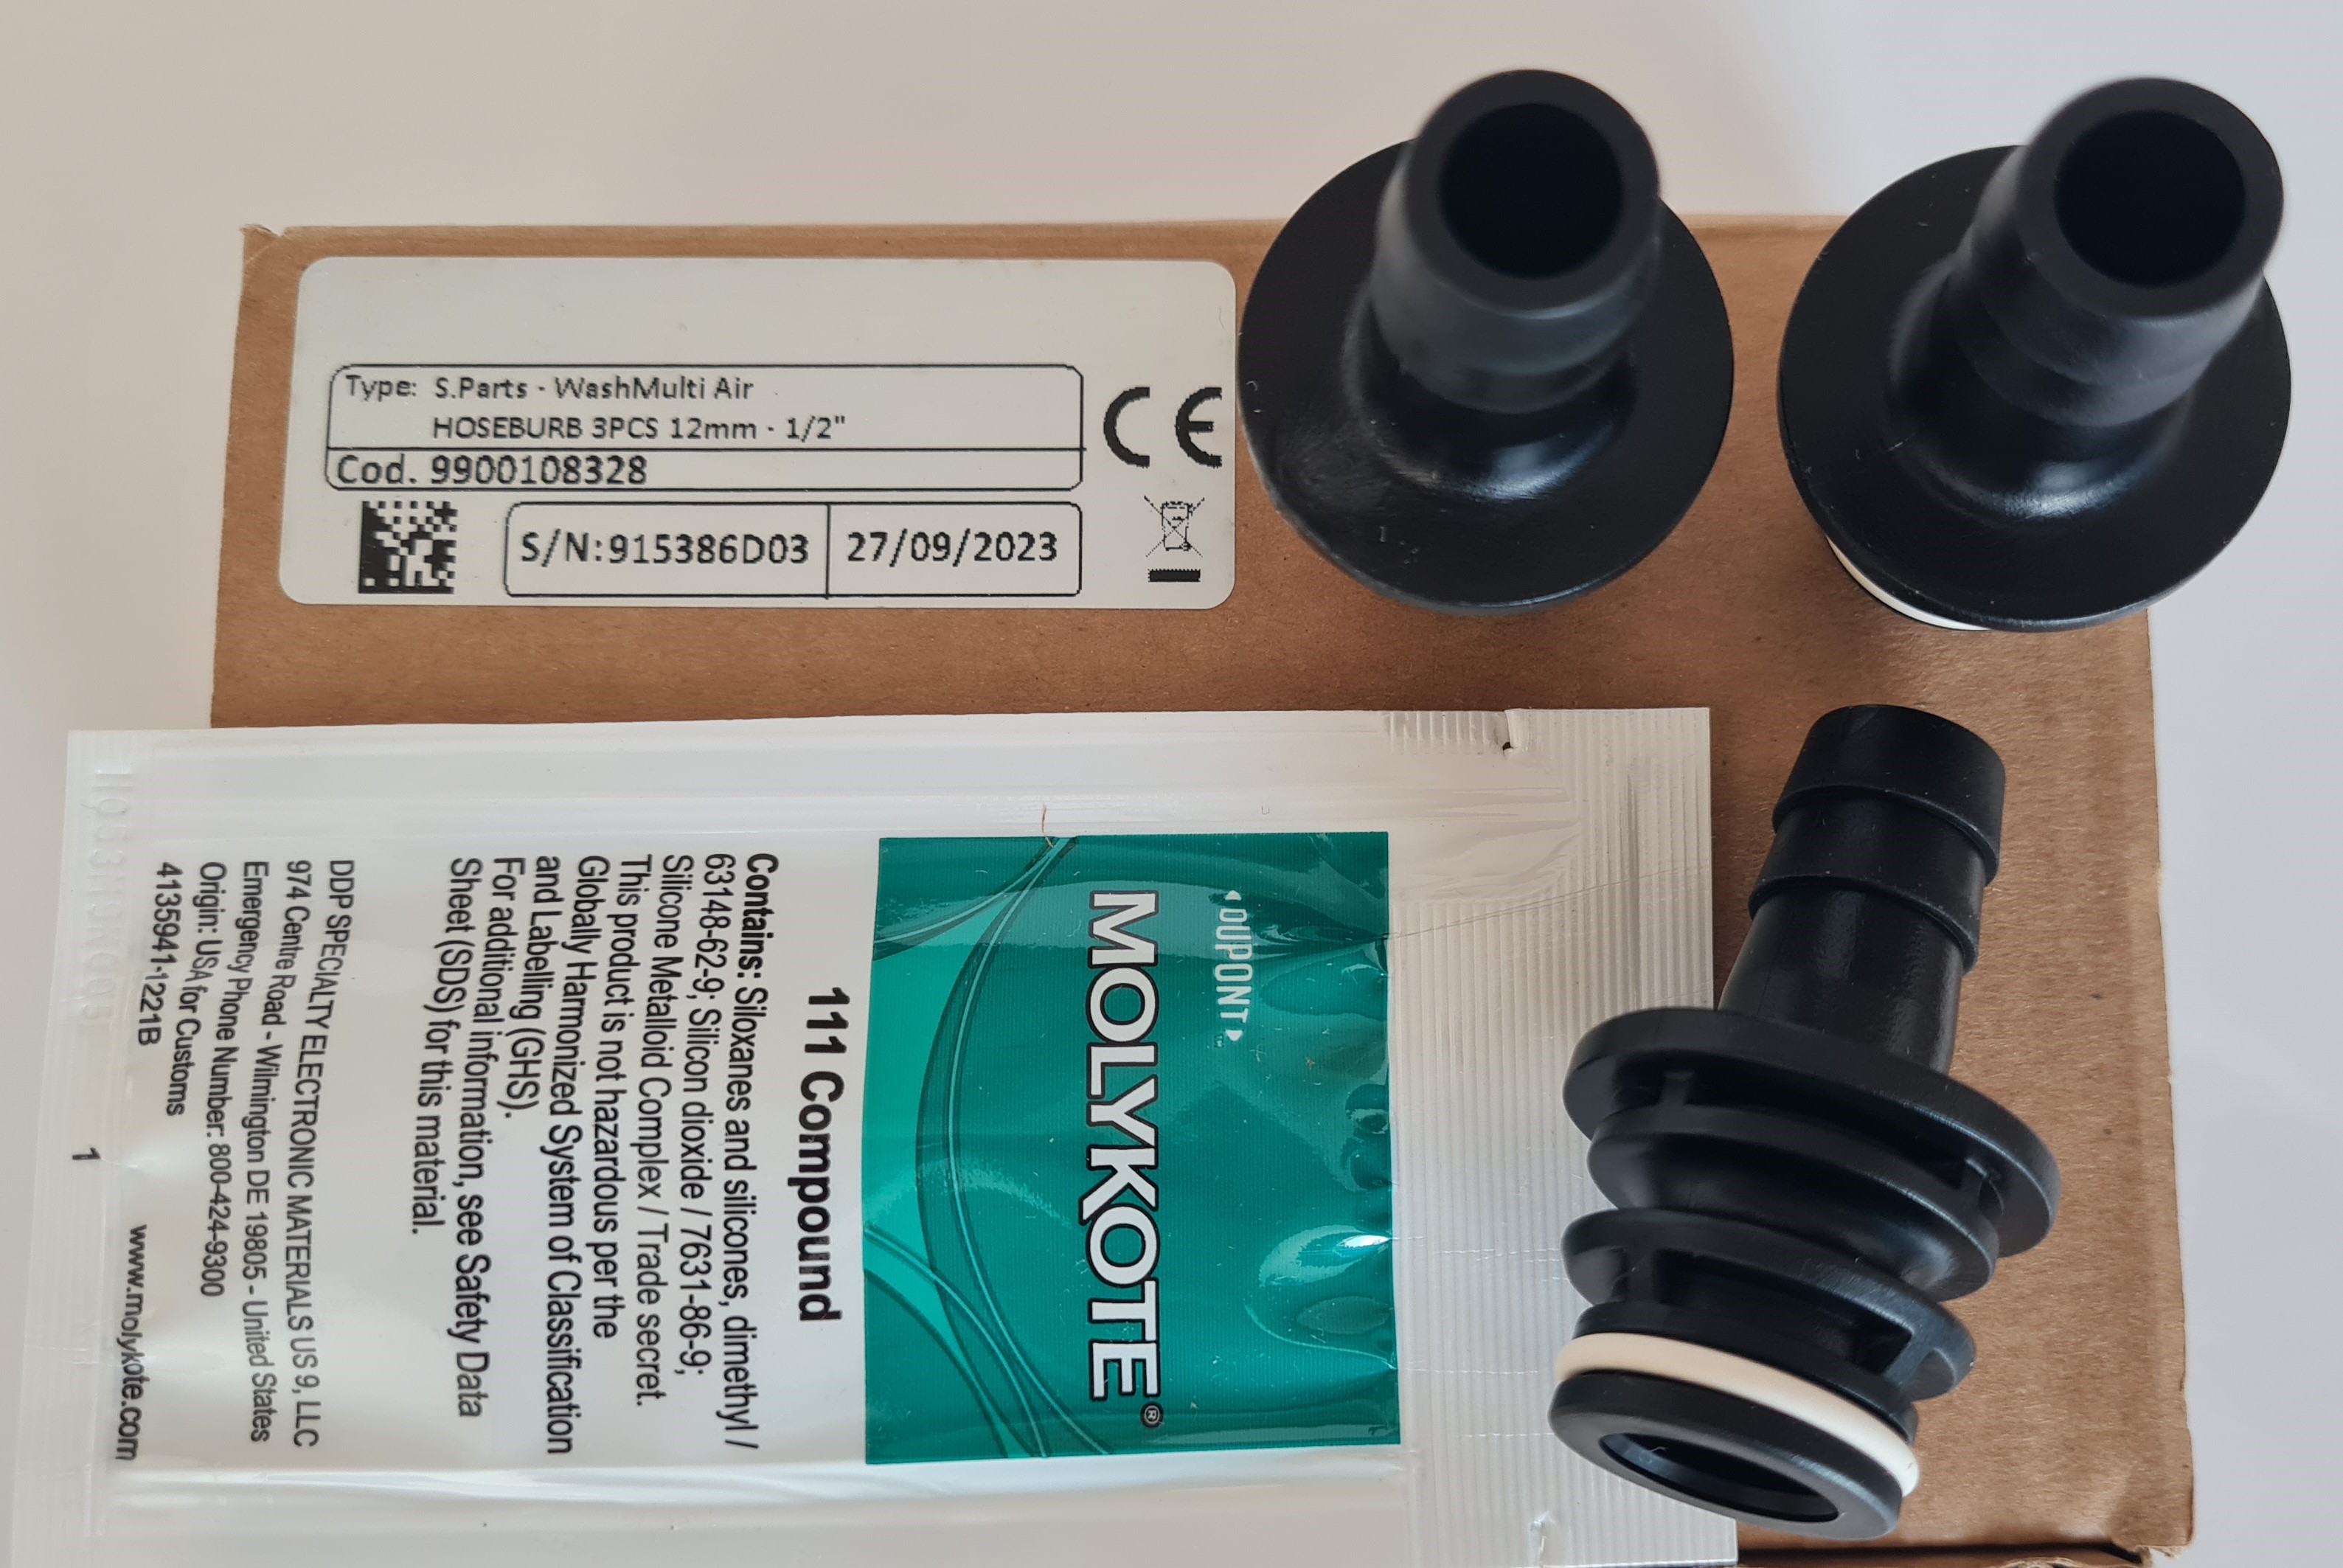 Type: S.Parts - WashMulti Air
HOSEBURB 3PCS 12mm - 1/2"
Cod. 9900108328
CE
S/N:915386D03
27/09/2023
DUPONT
MOLYKOTE®
111 Compound
Contains: Siloxanes and silicones, dimethyl /
63148-62-9; Silicon dioxide / 7631-86-9;
Silicone Metalloid Complex / Trade secret.
This product is not hazardous per the
Globally Harmonized System of Classification
and Labelling (GHS).
For additional information, see Safety Data
Sheet (SDS) for this material.
DDP SPECIALTY ELECTRONIC MATERIALS US 9, LLC
974 Centre Road - Wilmington DE 19805 - United States
Emergency Phone Number: 800-424-9300
Origin: USA for Customs
4135941-1221B
www.molykote.com
1